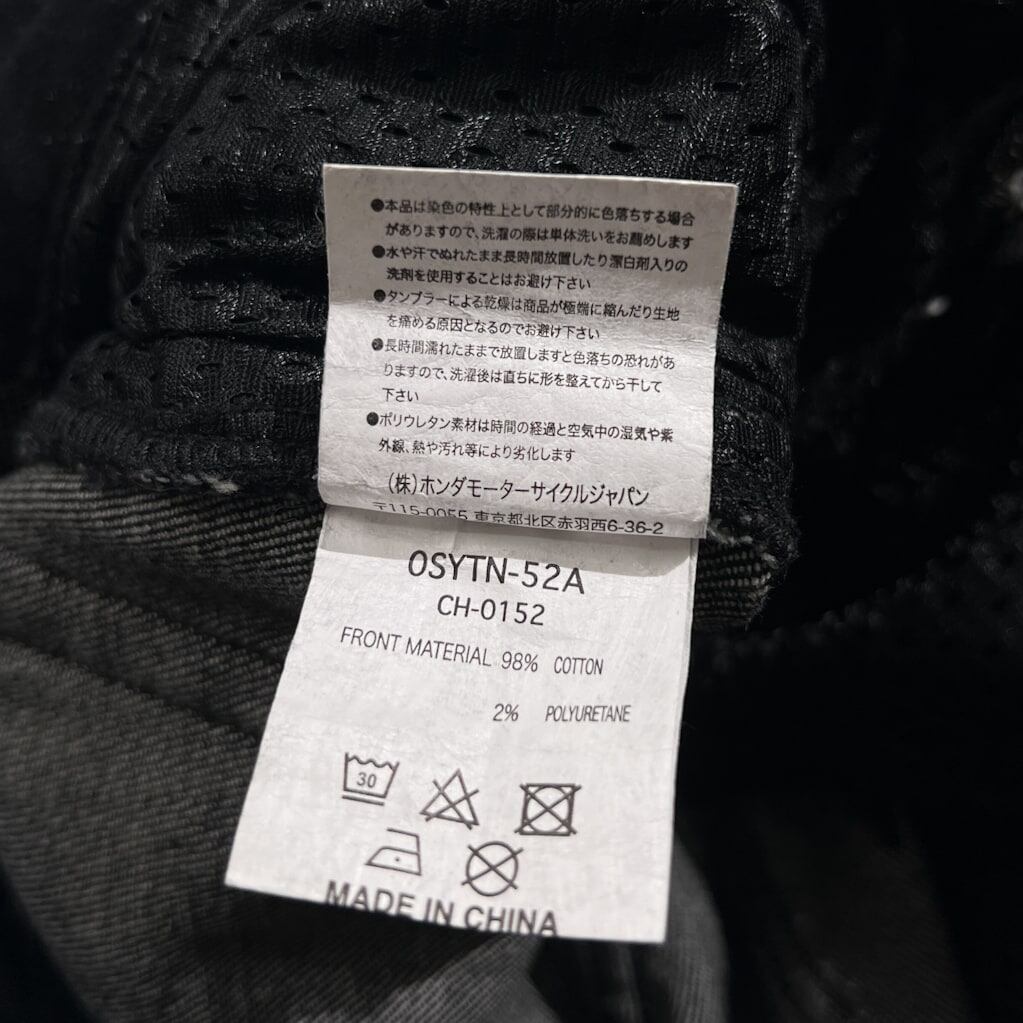 ●本品は染色の特性上として部分的に色落ちする場合
がありますので、洗濯の際は単体洗いをお薦めします
●水や汗でぬれたまま長時間放置したり漂白剤入りの
洗剤を使用することはお避け下さい
●タンブラーによる乾燥は商品が極端に縮んだり生地
を痛める原因となるのでお避け下さい
●長時間濡れたままで放置しますと色落ちの恐れがあ
りますので、洗濯後は直ちに形を整えてから干して
下さい
●ポリウレタン素材は時間の経過と空気中の湿気や紫
外線、熱や汚れ等により劣化します
(株)ホンダモーターサイクルジャパン
〒115-0055 東京都北区赤羽西6-36-2
0SYTN-52A
CH-0152
FRONT MATERIAL 98% COTTON
2% POLYURETANE
30
MADE IN CHINA